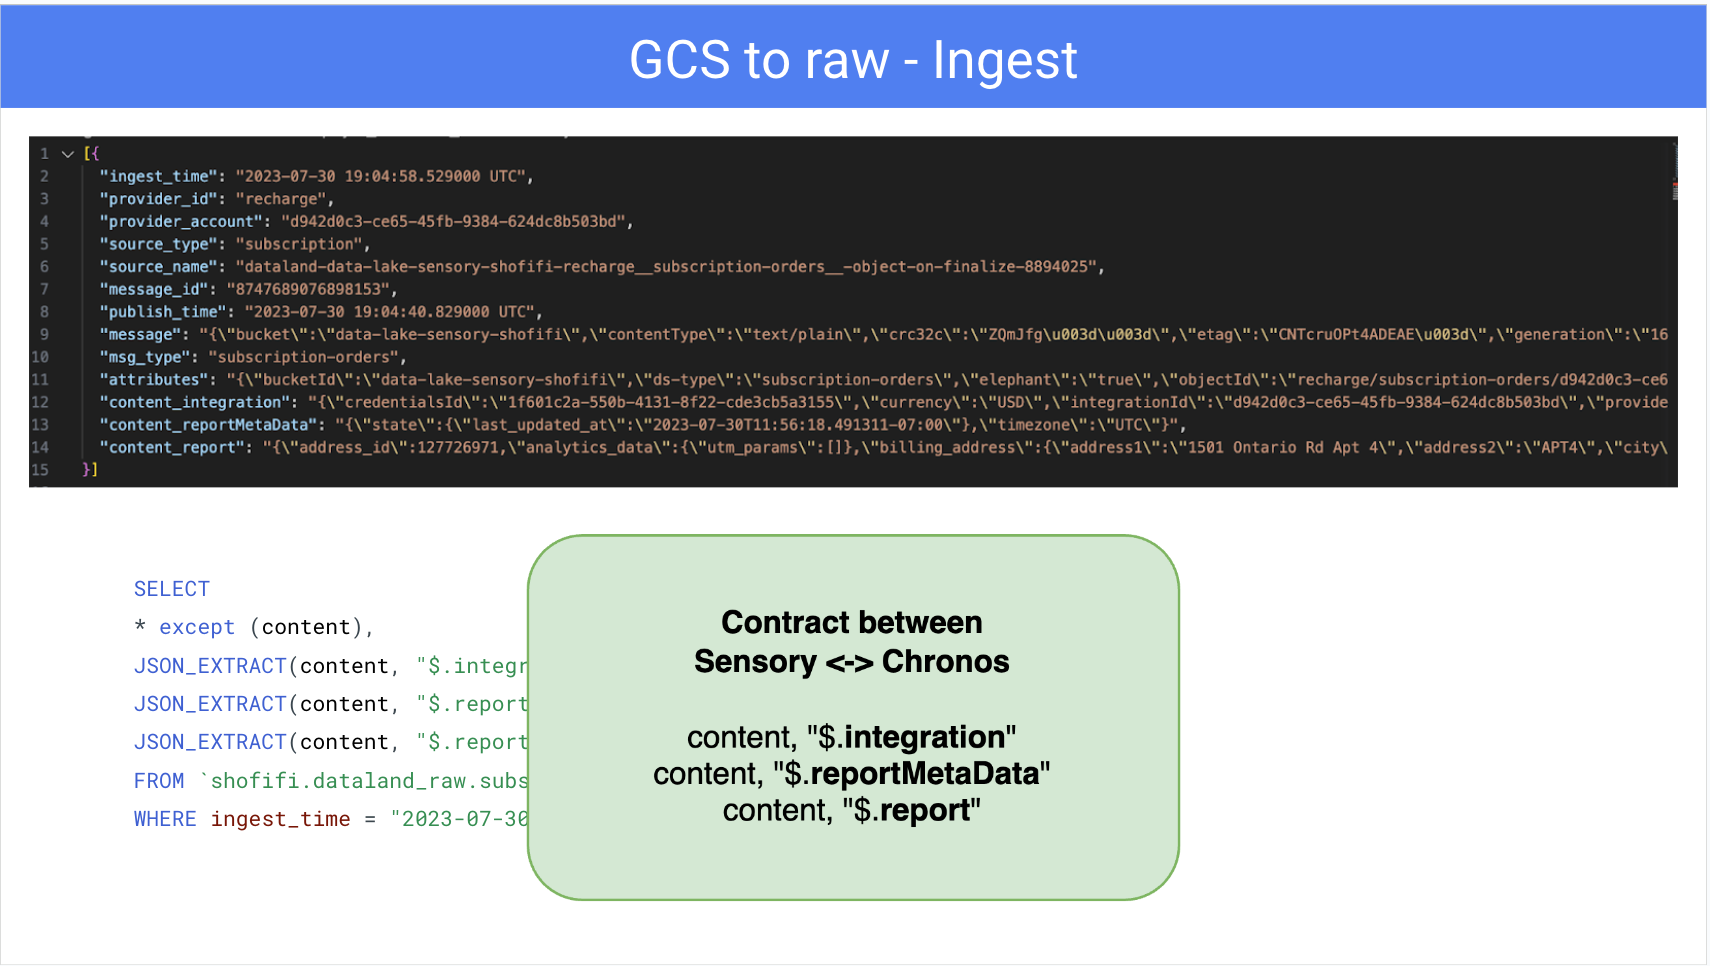 GCS to raw - Ingest
1 [{
2 "ingest_time": "2023-07-30 19:04:58.529000 UTC",
3 "provider_id": "recharge",
4 "provider_account": "d942d0c3-ce65-45fb-9384-624dc8b503bd",
5 "source_type": "subscription",
6 "source_name": "dataland-data-lake-sensory-shofifi-recharge__subscription-orders__-object-on-finalize-8894025",
7 "message_id": "8747689076898153",
8 "publish_time": "2023-07-30 19:04:40.829000 UTC",
9 "message": "{\"bucket\":\"data-lake-sensory-shofifi\",\"contentType\":\"text/plain\",\"crc32c\":\"ZQmJfg\u003d\u003d\",\"etag\":\"CNTcruOPt4ADEAE\u003d\",\"generation\":\"16
10 "msg_type": "subscription-orders",
11 "attributes": "{\"bucketId\":\"data-lake-sensory-shofifi\",\"ds-type\":\"subscription-orders\",\"elephant\":\"true\",\"objectId\":\"recharge/subscription-orders/d942d0c3-ce6
12 "content_integration": "{\"credentialsId\":\"1f601c2a-550b-4131-8f22-cde3cb5a3155\",\"currency\":\"USD\",\"integrationId\":\"d942d0c3-ce65-45fb-9384-624dc8b503bd\",\"provide
13 "content_reportMetaData": "{\"state\":{\"last_updated_at\":\"2023-07-30T11:56:18.491311-07:00\"},\"timezone\":\"UTC\"}",
14 "content_report": "{\"address_id\":127726971,\"analytics_data\":{\"utm_params\":[]},\"billing_address\":{\"address1\":\"1501 Ontario Rd Apt 4\",\"address2\":\"APT4\",\"city\
15 }]
SELECT
* except (content),
JSON_EXTRACT(content, "$.integr
JSON_EXTRACT(content, "$.report
JSON_EXTRACT(content, "$.report
FROM `shofifi.dataland_raw.subs
WHERE ingest_time = "2023-07-30
Contract between
Sensory <-> Chronos
content, "$.integration"
content, "$.reportMetaData"
content, "$.report"